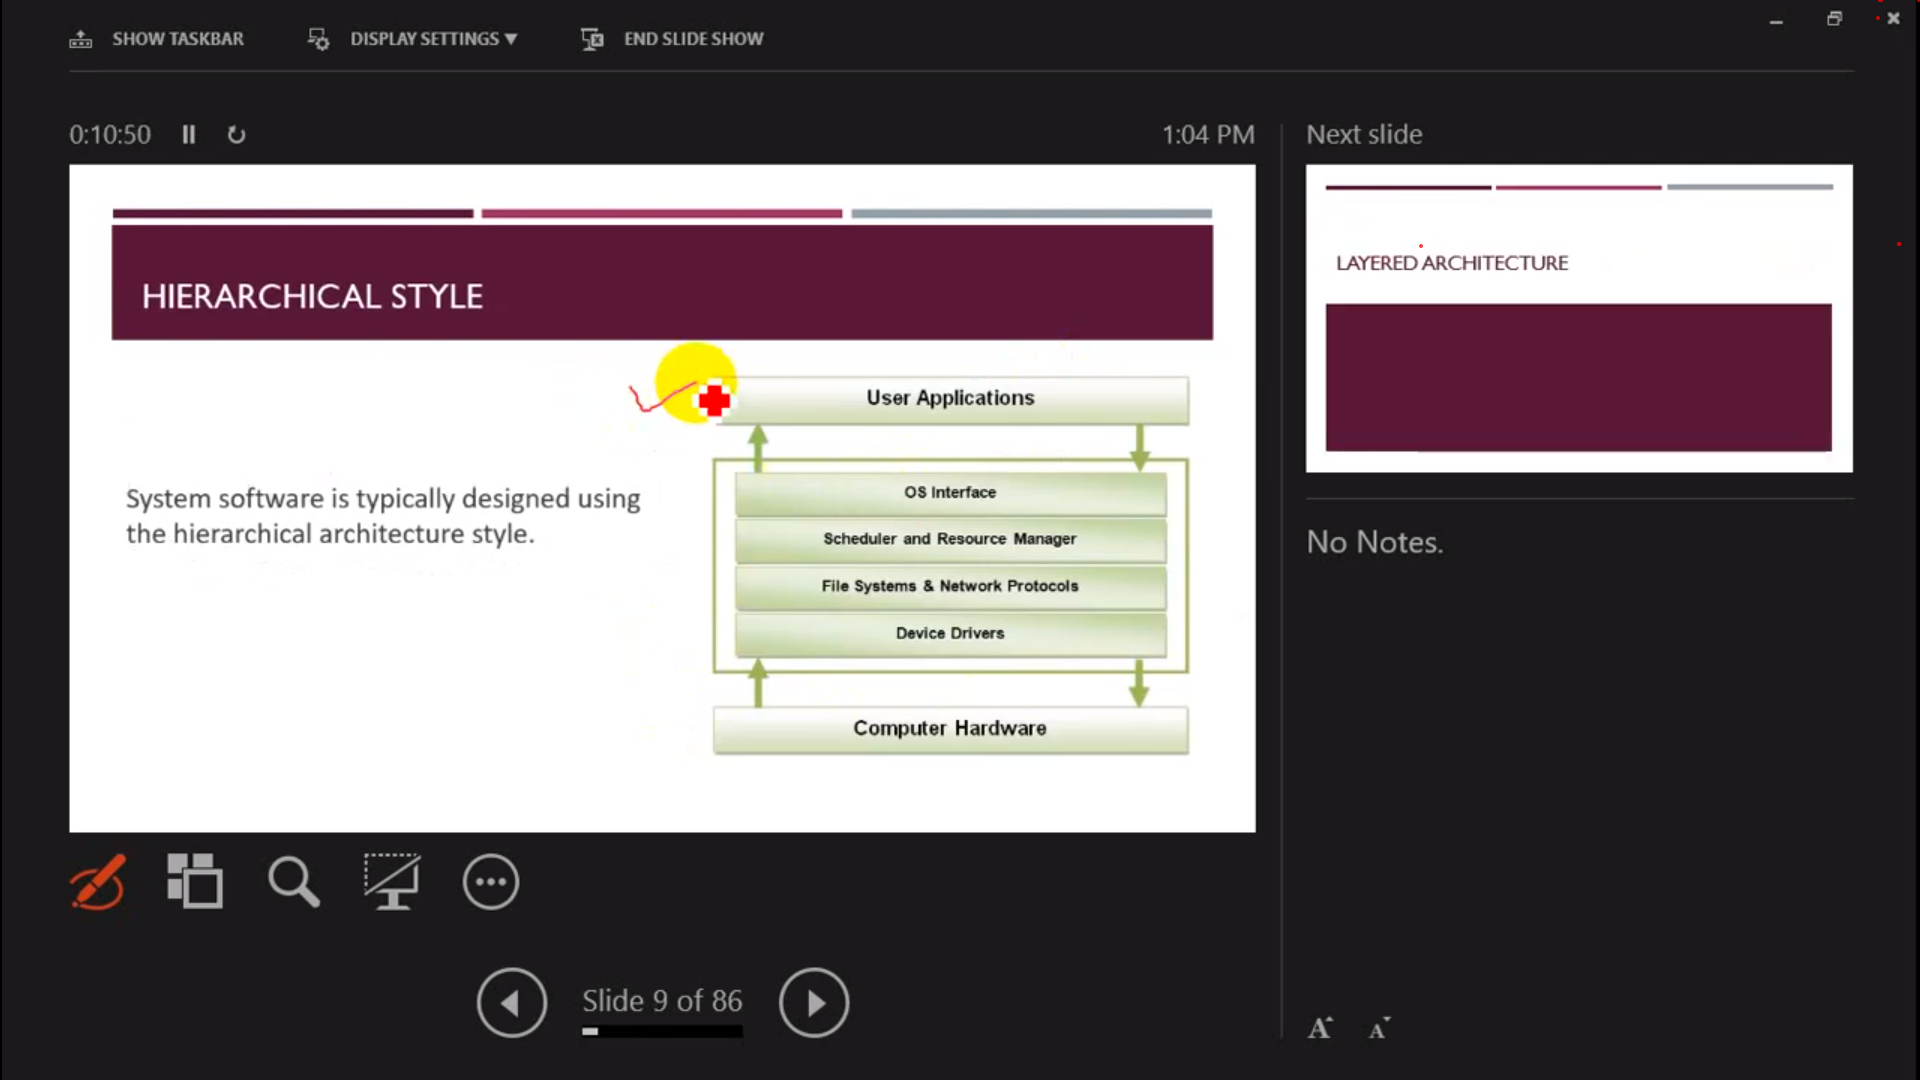 SHOW TASKBAR
DISPLAY SETTINGS ▼
END SLIDE SHOW
0:10:50
1:04 PM
Next slide
HIERARCHICAL STYLE
System software is typically designed using
the hierarchical architecture style.
User Applications
OS Interface
Scheduler and Resource Manager
File Systems & Network Protocols
Device Drivers
Computer Hardware
LAYERED ARCHITECTURE
No Notes.
Slide 9 of 86
A A